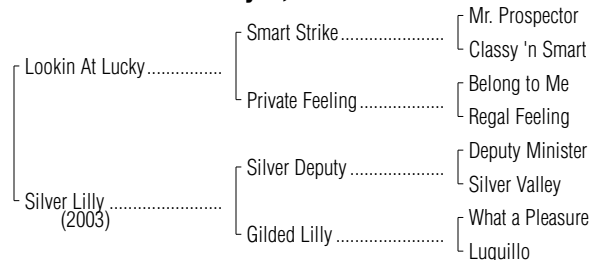 Mr. Prospector
Smart Strike....................
Classy 'n Smart
Lookin At Lucky...............
Belong to Me
Private Feeling................
Regal Feeling
Deputy Minister
Silver Deputy .................
Silver Valley
Silver Lilly ......................
(2003)
What a Pleasure
Gilded Lilly .....................
Luquillo